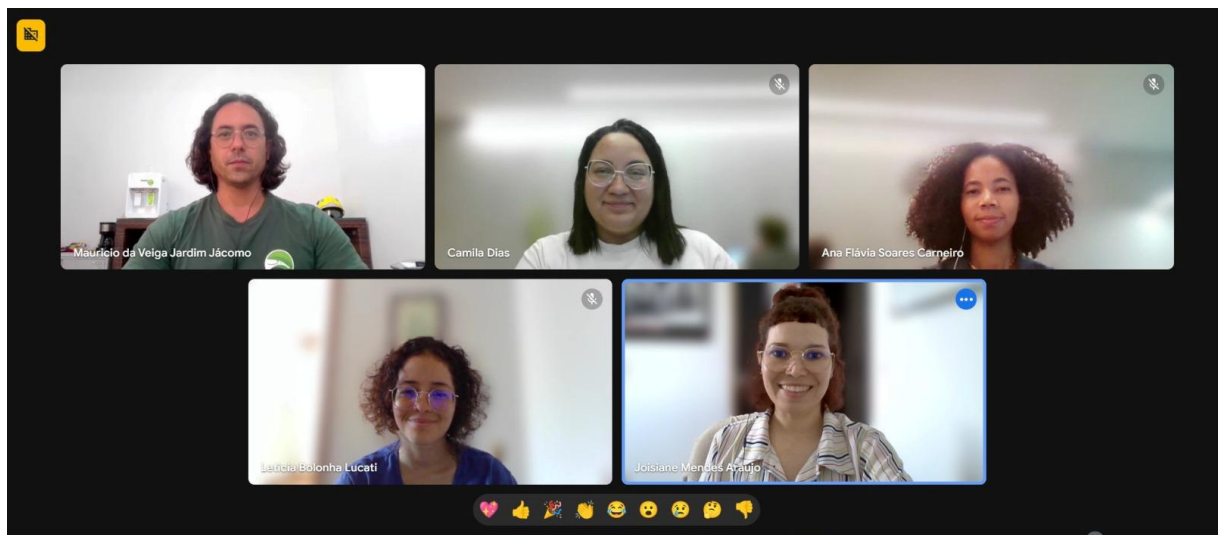 Maurício da Veiga Jardim Jácomo
Camila Dias
Ana Flávia Soares Carneiro
Letícia Bolonha Lucati
Joisiane Mendes Araujo